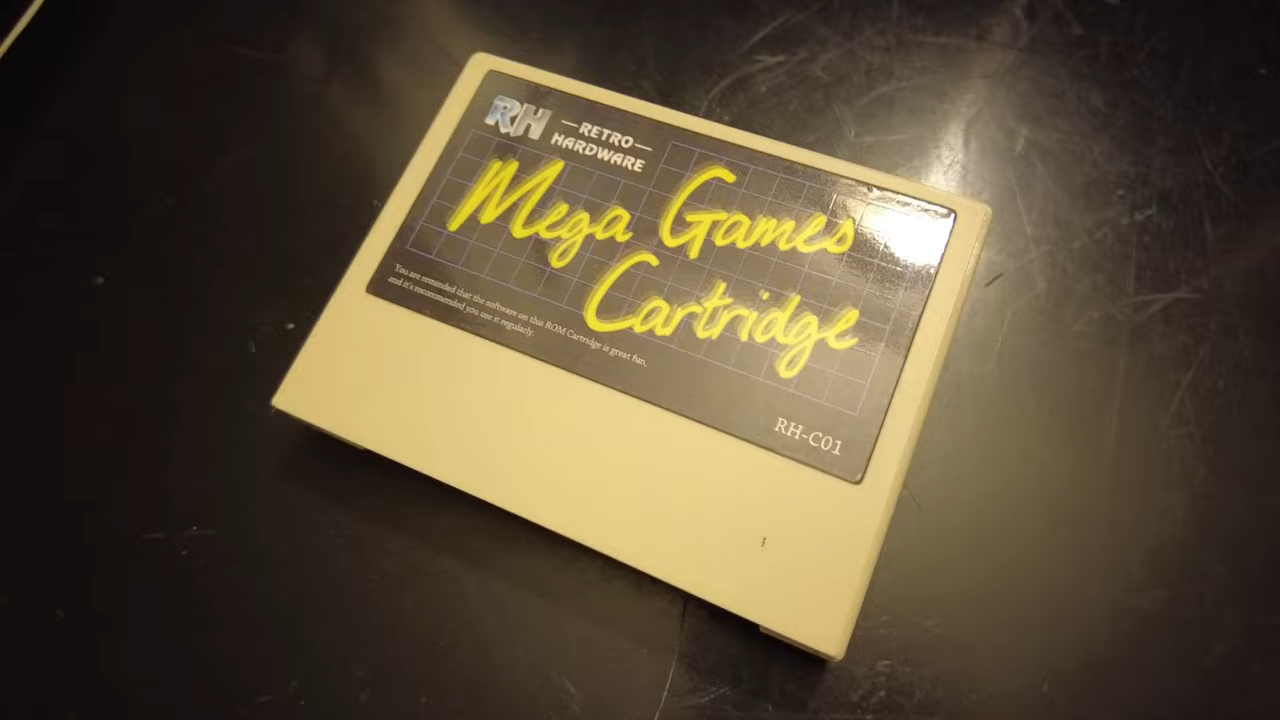 RH
—RETRO—
HARDWARE
Mega Games
Cartridge
You are reminded that the software on this ROM Cartridge is great fun,
and it's recommended you use it regularly.
RH-C01